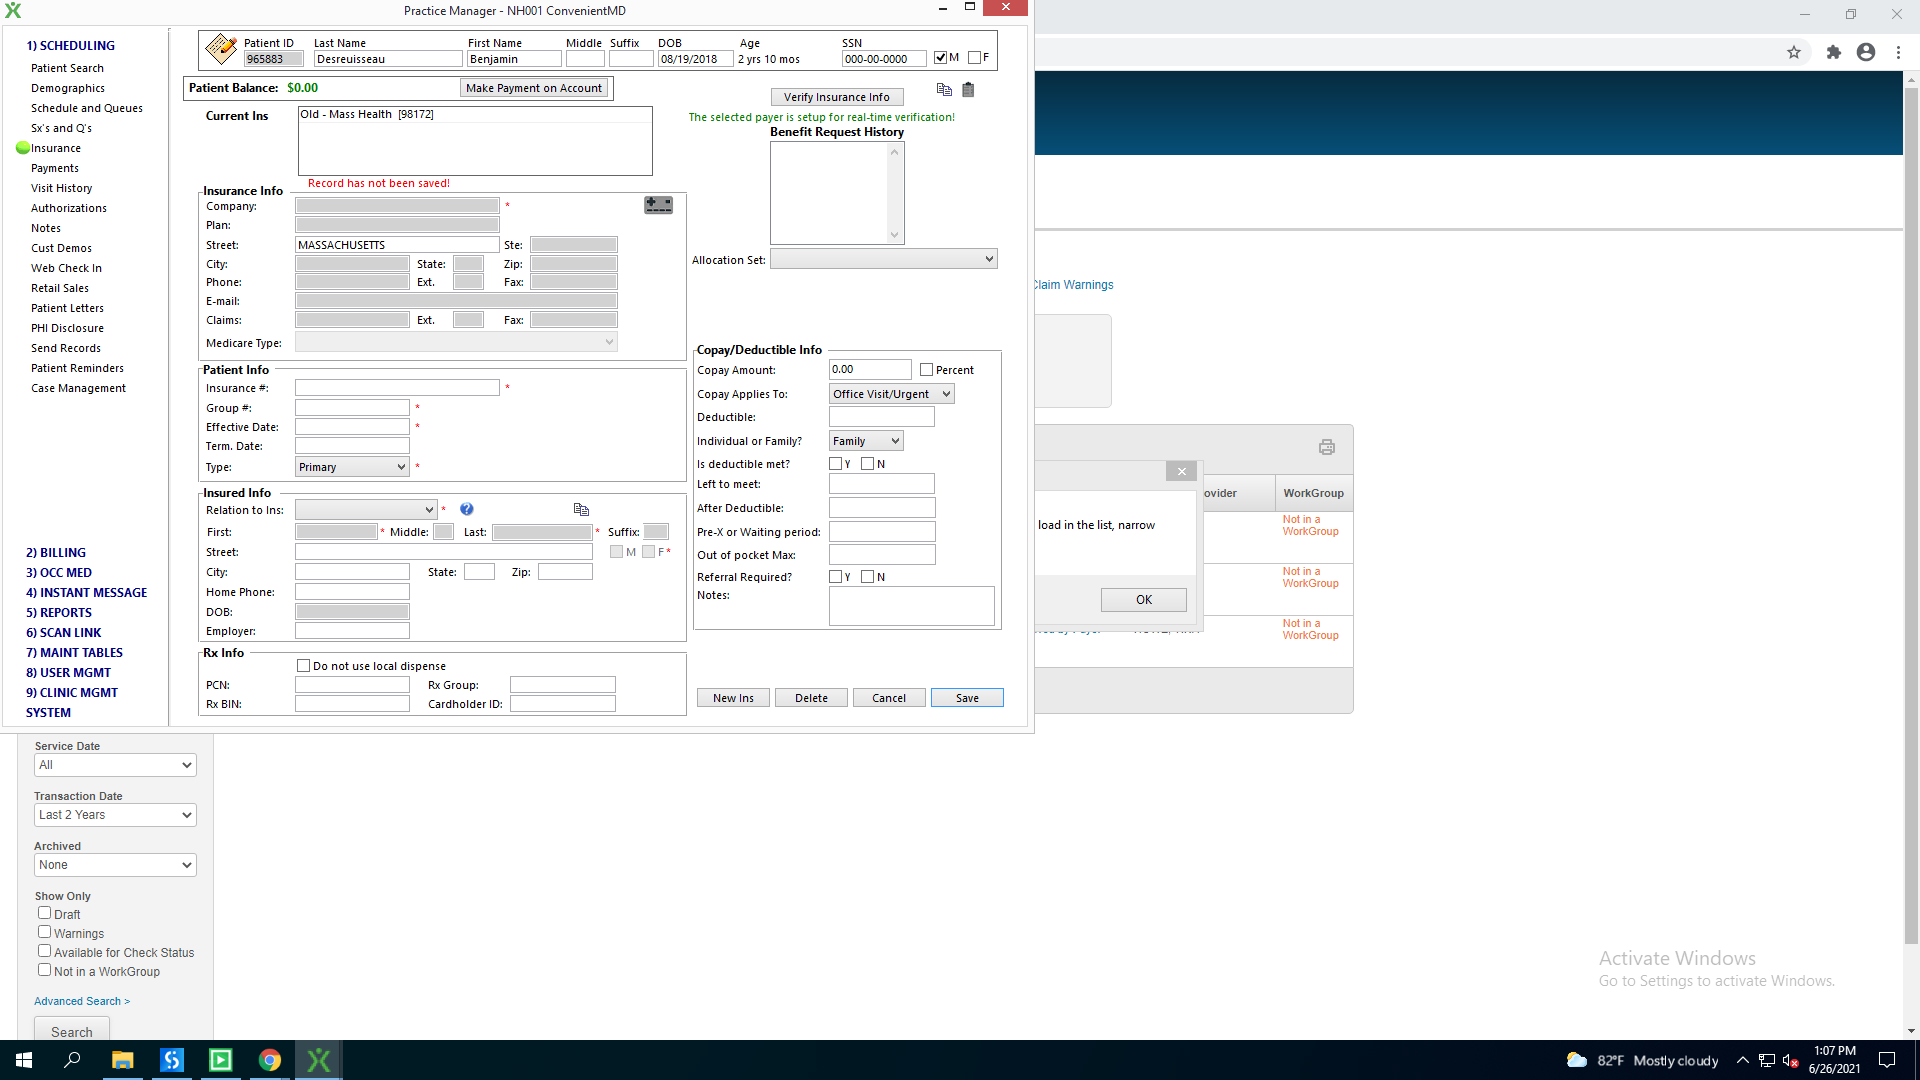 Practice Manager - NH001 ConvenientMD
1) SCHEDULING
Patient Search
Demographics
Schedule and Queues
Sx's and Q's
Insurance
Payments
Visit History
Authorizations
Notes
Cust Demos
Web Check In
Retail Sales
Patient Letters
PHI Disclosure
Send Records
Patient Reminders
Case Management
2) BILLING
3) OCC MED
4) INSTANT MESSAGE
5) REPORTS
6) SCAN LINK
7) MAINT TABLES
8) USER MGMT
9) CLINIC MGMT
SYSTEM
Patient ID Last Name First Name Middle Suffix DOB Age SSN
965883 Desreuisseau Benjamin 08/19/2018 2 yrs 10 mos 000-00-0000 M F
Patient Balance: $0.00 Make Payment on Account
Current Ins Old - Mass Health [98172]
Record has not been saved!
Verify Insurance Info
The selected payer is setup for real-time verification!
Benefit Request History
Allocation Set:
Insurance Info
Company: *
Plan:
Street: MASSACHUSETTS Ste:
City: State: Zip:
Phone: Ext. Fax:
E-mail:
Claims: Ext. Fax:
Medicare Type:
Patient Info
Insurance #: *
Group #: *
Effective Date: *
Term. Date:
Type: Primary *
Insured Info
Relation to Ins: * ?
First: * Middle: Last: * Suffix:
Street: M F *
City: State: Zip:
Home Phone:
DOB:
Employer:
Rx Info
Do not use local dispense
PCN: Rx Group:
Rx BIN: Cardholder ID:
Copay/Deductible Info
Copay Amount: 0.00 Percent
Copay Applies To: Office Visit/Urgent
Deductible:
Individual or Family? Family
Is deductible met? Y N
Left to meet:
After Deductible:
Pre-X or Waiting period:
Out of pocket Max:
Referral Required? Y N
Notes:
New Ins Delete Cancel Save
Claim Warnings
load in the list, narrow
OK
ovider WorkGroup
Not in a
WorkGroup
Not in a
WorkGroup
Not in a
WorkGroup
Service Date
All
Transaction Date
Last 2 Years
Archived
None
Show Only
Draft
Warnings
Available for Check Status
Not in a WorkGroup
Advanced Search >
Search
Activate Windows
Go to Settings to activate Windows.
82°F Mostly cloudy
1:07 PM
6/26/2021